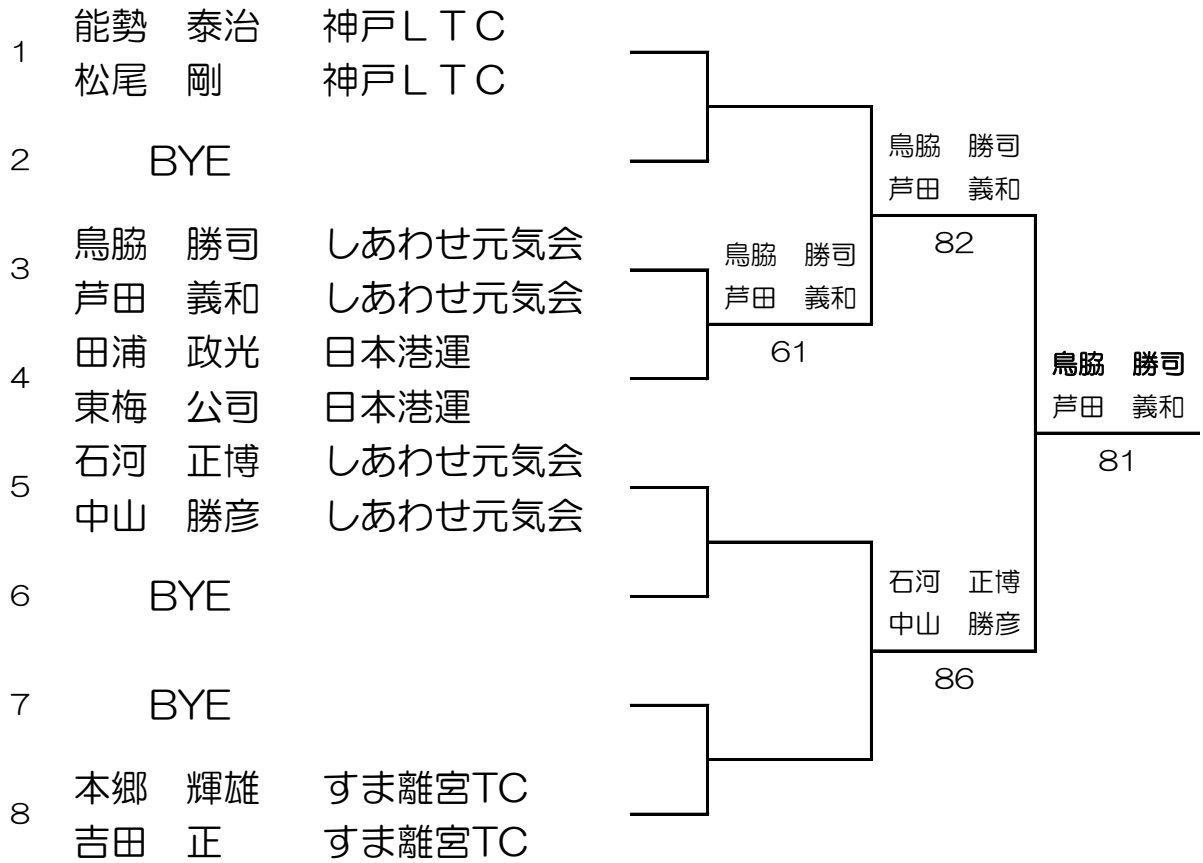 1
能勢　泰治　神戸ＬＴＣ
松尾　剛　神戸ＬＴＣ
2
BYE
3
鳥脇　勝司　しあわせ元気会
芦田　義和　しあわせ元気会
4
田浦　政光　日本港運
東梅　公司　日本港運
5
石河　正博　しあわせ元気会
中山　勝彦　しあわせ元気会
6
BYE
7
BYE
8
本郷　輝雄　すま離宮TC
吉田　正　すま離宮TC
鳥脇　勝司
芦田　義和
61
鳥脇　勝司
芦田　義和
82
石河　正博
中山　勝彦
86
鳥脇　勝司
芦田　義和
81